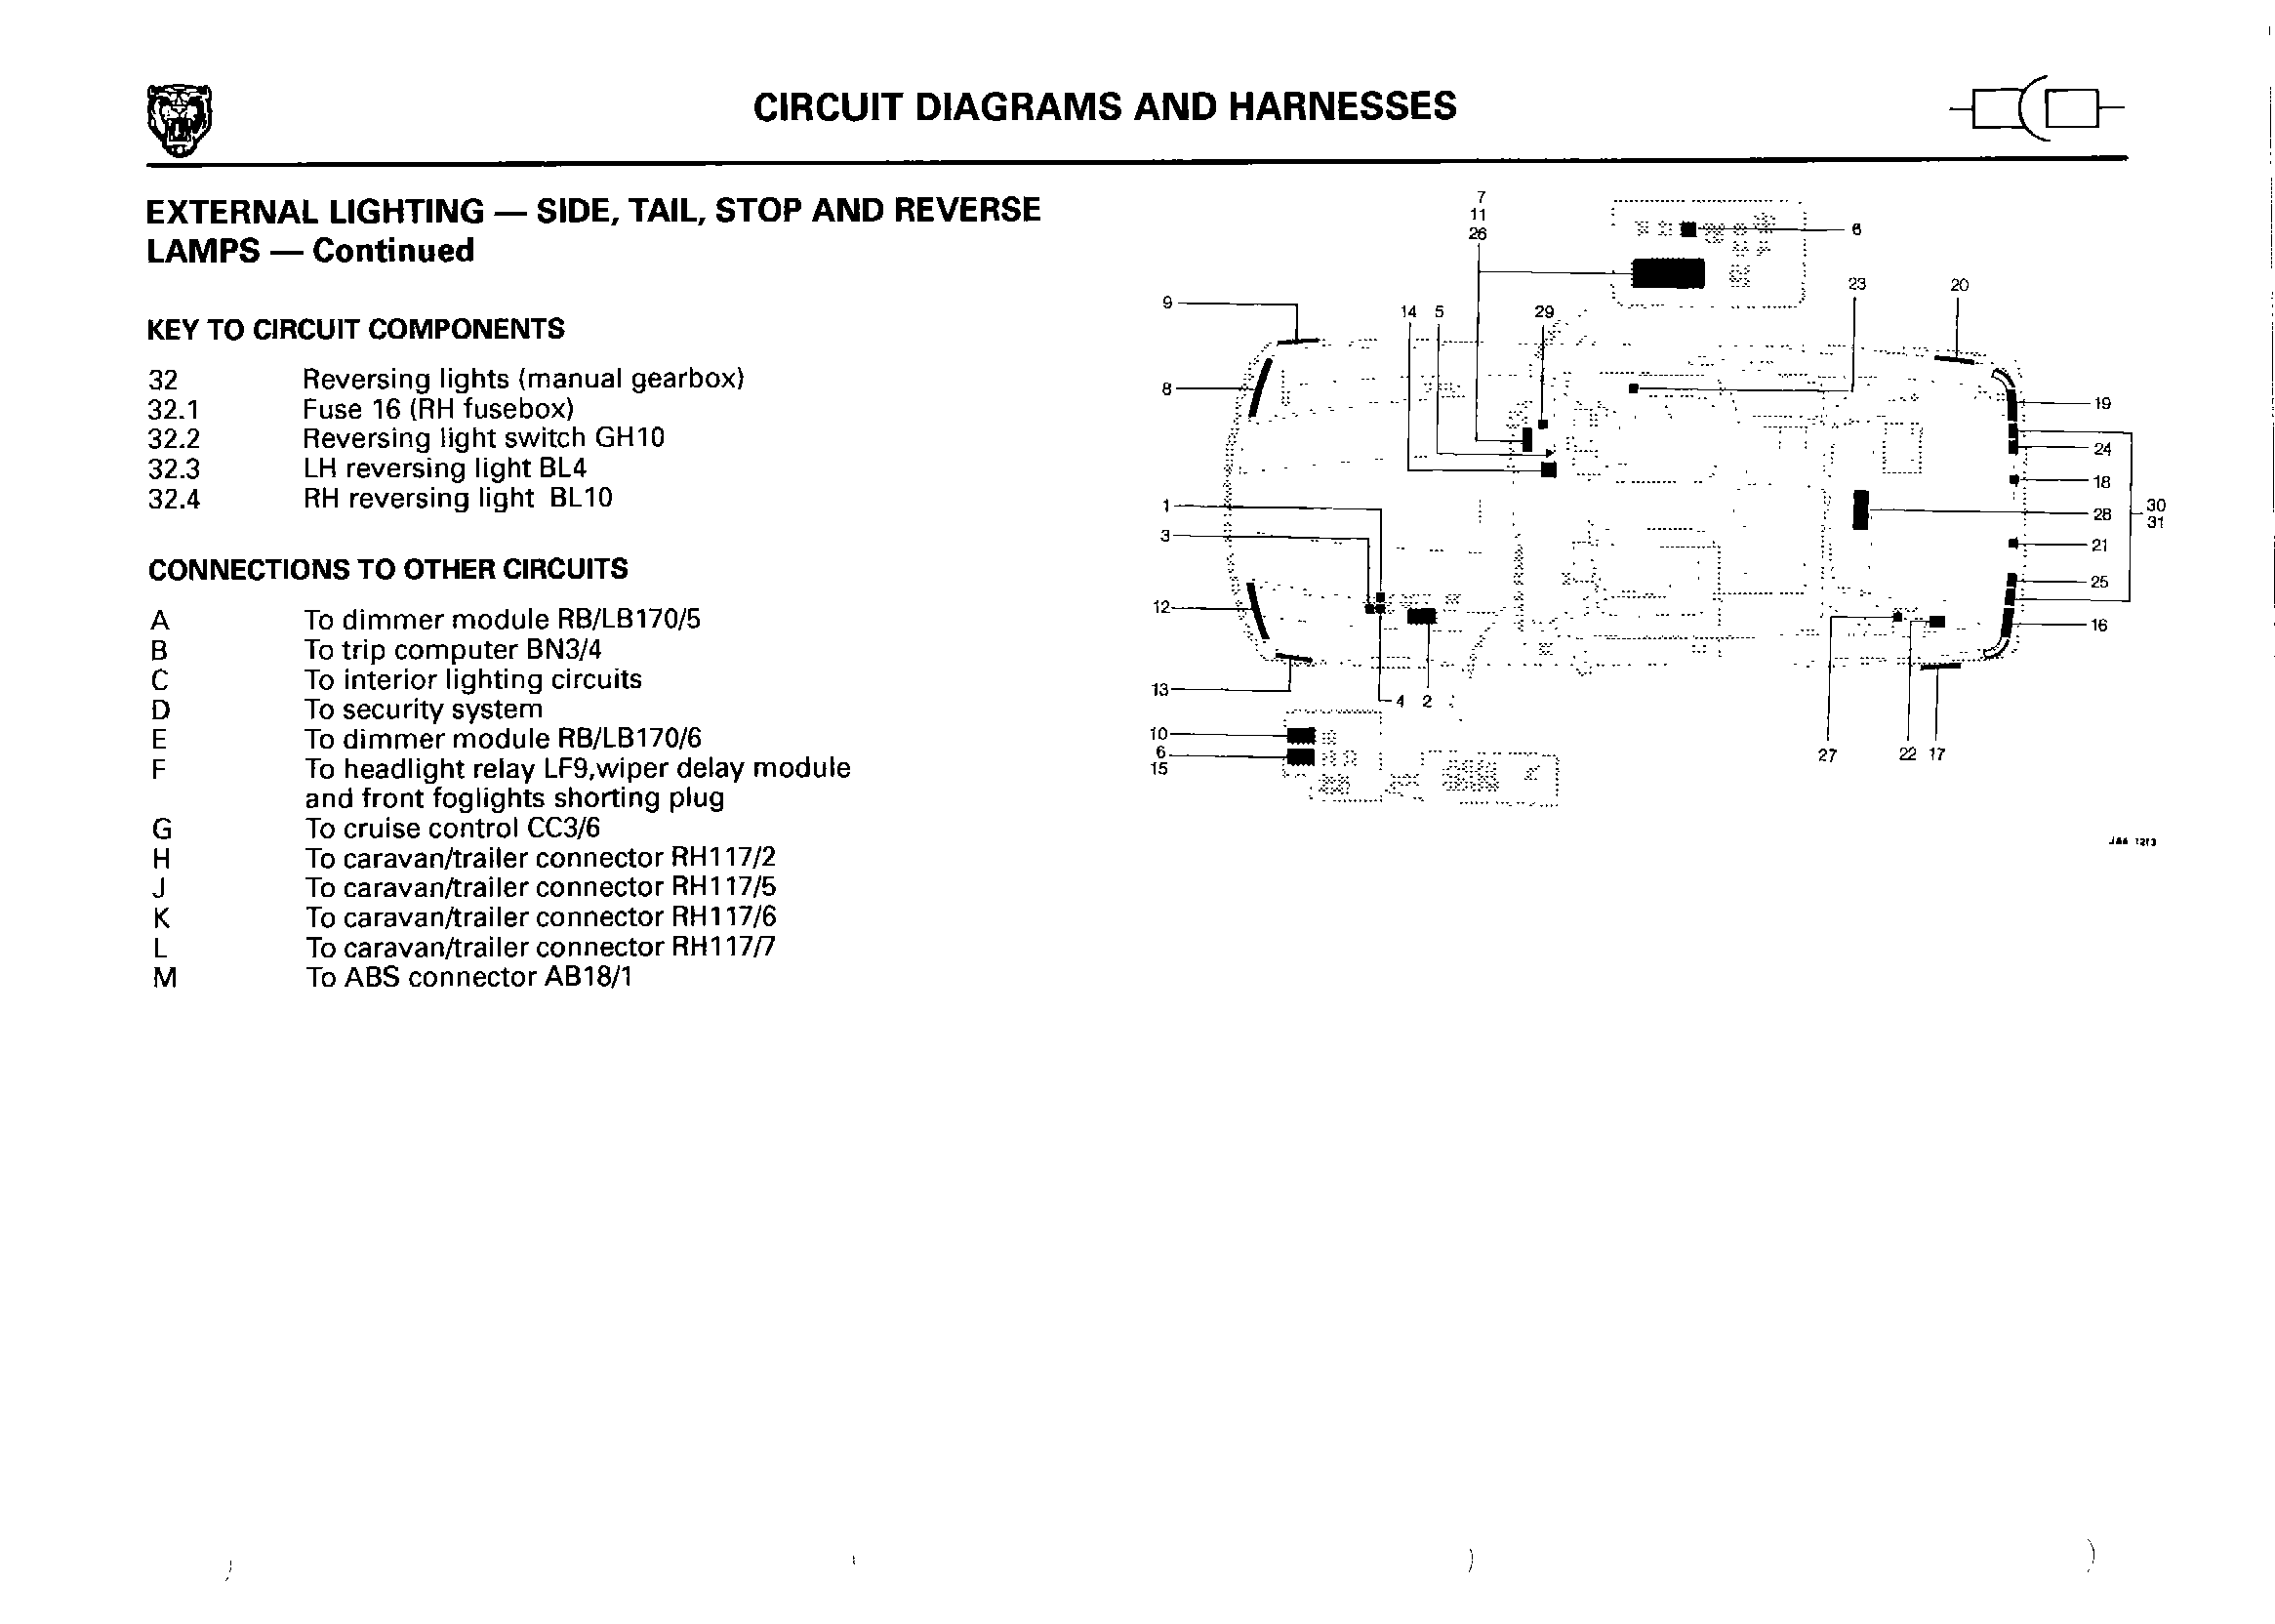 CIRCUIT DIAGRAMS AND HARNESSES
EXTERNAL LIGHTING — SIDE, TAIL, STOP AND REVERSE
LAMPS — Continued
KEY TO CIRCUIT COMPONENTS
32 Reversing lights (manual gearbox)
32.1 Fuse 16 (RH fusebox)
32.2 Reversing light switch GH10
32.3 LH reversing light BL4
32.4 RH reversing light BL10
CONNECTIONS TO OTHER CIRCUITS
A To dimmer module RB/LB170/5
B To trip computer BN3/4
C To interior lighting circuits
D To security system
E To dimmer module RB/LB170/6
F To headlight relay LF9,wiper delay module
and front foglights shorting plug
G To cruise control CC3/6
H To caravan/trailer connector RH117/2
J To caravan/trailer connector RH117/5
K To caravan/trailer connector RH117/6
L To caravan/trailer connector RH117/7
M To ABS connector AB18/1
7
11
26
6
23
20
9
14
5
29
8
19
24
18
1
30
28
31
3
21
25
12
16
13
4
2
10
6
15
27
22
17